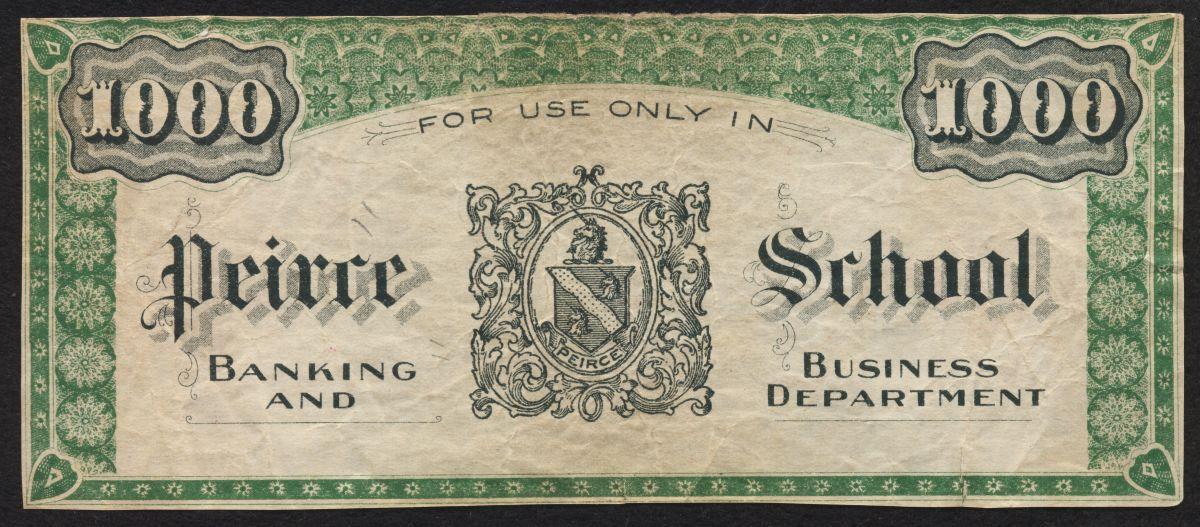 1000 1000
FOR USE ONLY IN
Peirce School
BANKING BUSINESS
AND DEPARTMENT
PEIRCE